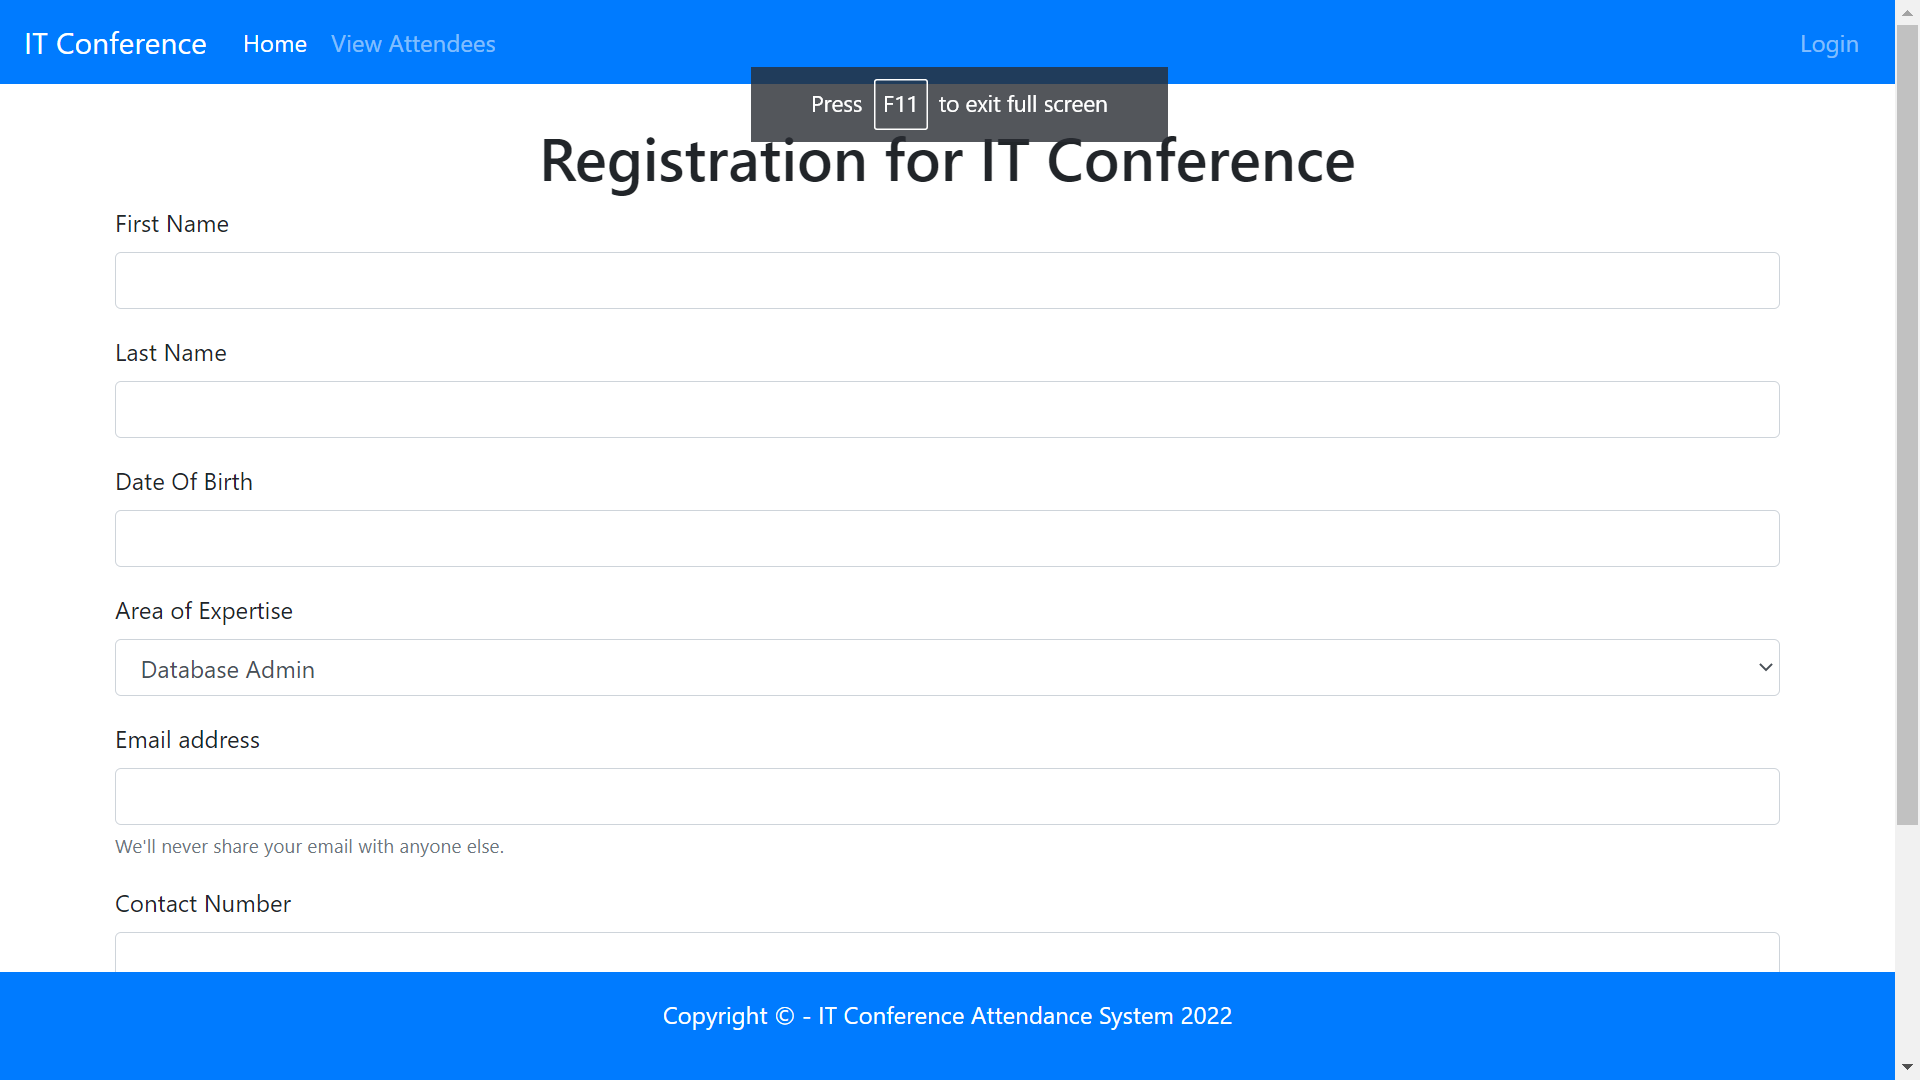 IT Conference Home View Attendees Login
Press F11 to exit full screen
Registration for IT Conference
First Name
Last Name
Date Of Birth
Area of Expertise
Database Admin
Email address
We'll never share your email with anyone else.
Contact Number
Copyright © - IT Conference Attendance System 2022